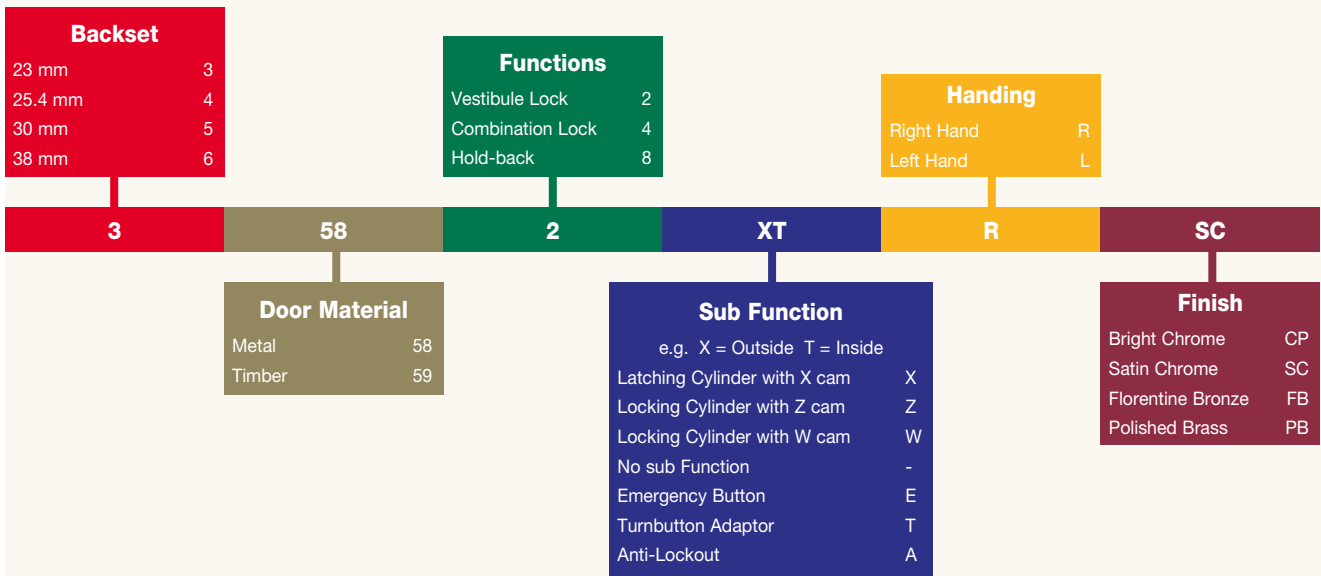 Backset
23 mm 3
25.4 mm 4
30 mm 5
38 mm 6
Functions
Vestibule Lock 2
Combination Lock 4
Hold-back 8
Handing
Right Hand R
Left Hand L
3 58 2 XT R SC
Door Material
Metal 58
Timber 59
Sub Function
e.g. X = Outside T = Inside
Latching Cylinder with X cam X
Locking Cylinder with Z cam Z
Locking Cylinder with W cam W
No sub Function -
Emergency Button E
Turnbutton Adaptor T
Anti-Lockout A
Finish
Bright Chrome CP
Satin Chrome SC
Florentine Bronze FB
Polished Brass PB